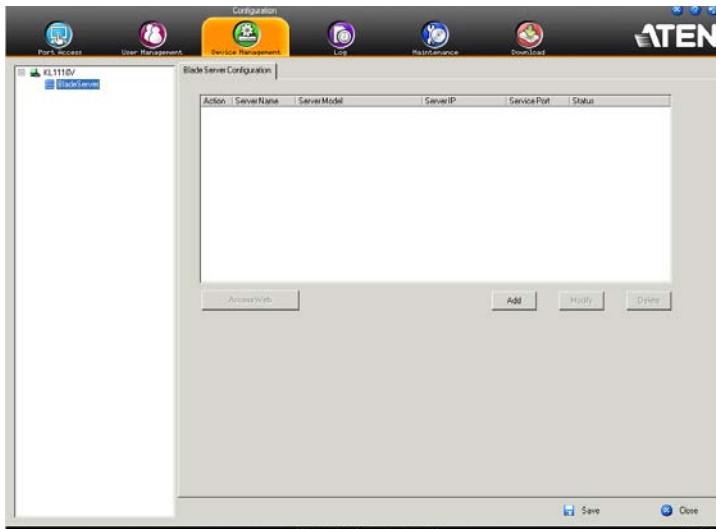 Configuration
Port Access
User Management
Device Management
Log
Maintenance
Download
ATEN
KL1116V
BladeServer
Blade Server Configuration
Action
Server Name
Server Model
Server IP
Service Port
Status
Access Web
Add
Modify
Delete
Save
Close